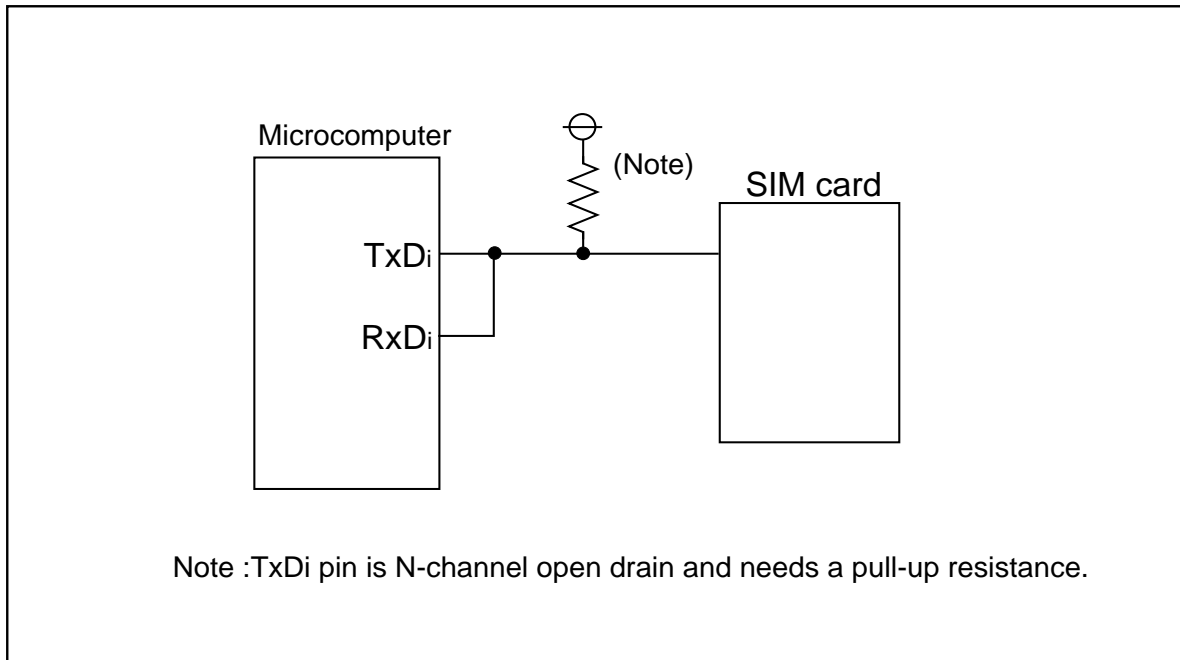 Microcomputer
(Note)
SIM card
TxDi
RxDi
Note :TxDi pin is N-channel open drain and needs a pull-up resistance.